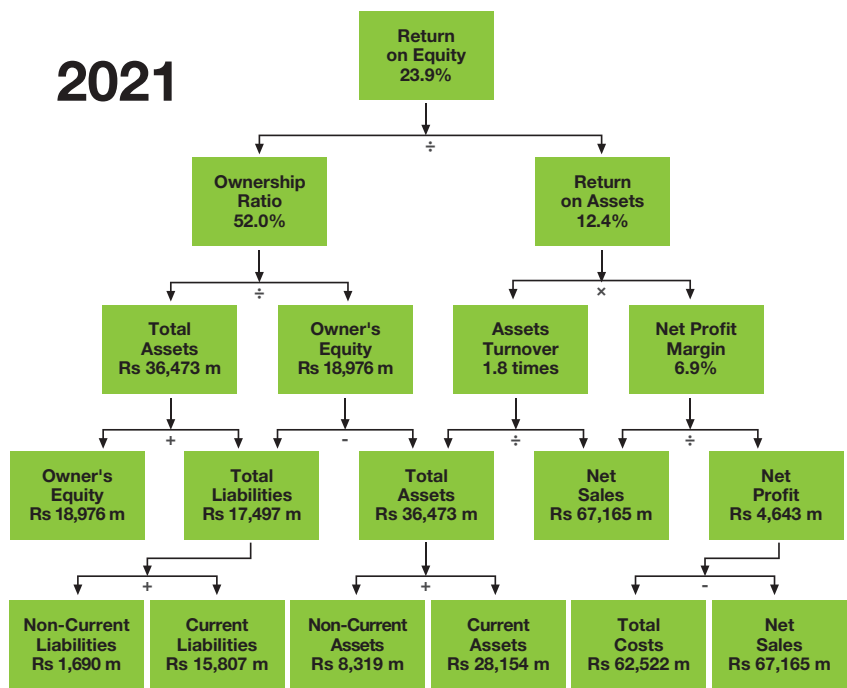 2021
Return
on Equity
23.9%
÷
Ownership
Ratio
52.0%
Return
on Assets
12.4%
÷
×
Total
Assets
Rs 36,473 m
Owner's
Equity
Rs 18,976 m
Assets
Turnover
1.8 times
Net Profit
Margin
6.9%
+
-
÷
÷
Owner's
Equity
Rs 18,976 m
Total
Liabilities
Rs 17,497 m
Total
Assets
Rs 36,473 m
Net
Sales
Rs 67,165 m
Net
Profit
Rs 4,643 m
+
+
-
Non-Current
Liabilities
Rs 1,690 m
Current
Liabilities
Rs 15,807 m
Non-Current
Assets
Rs 8,319 m
Current
Assets
Rs 28,154 m
Total
Costs
Rs 62,522 m
Net
Sales
Rs 67,165 m